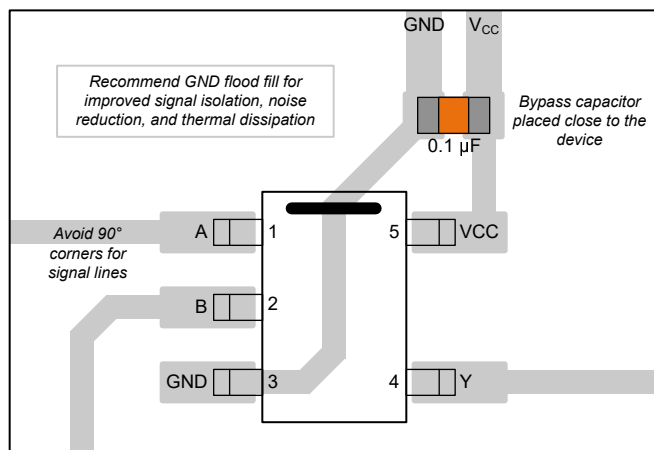 GND
VCC
Recommend GND flood fill for
improved signal isolation, noise
reduction, and thermal dissipation
Bypass capacitor
placed close to the
device
0.1 µF
A
1
5
VCC
Avoid 90°
corners for
signal lines
B
2
GND
3
4
Y